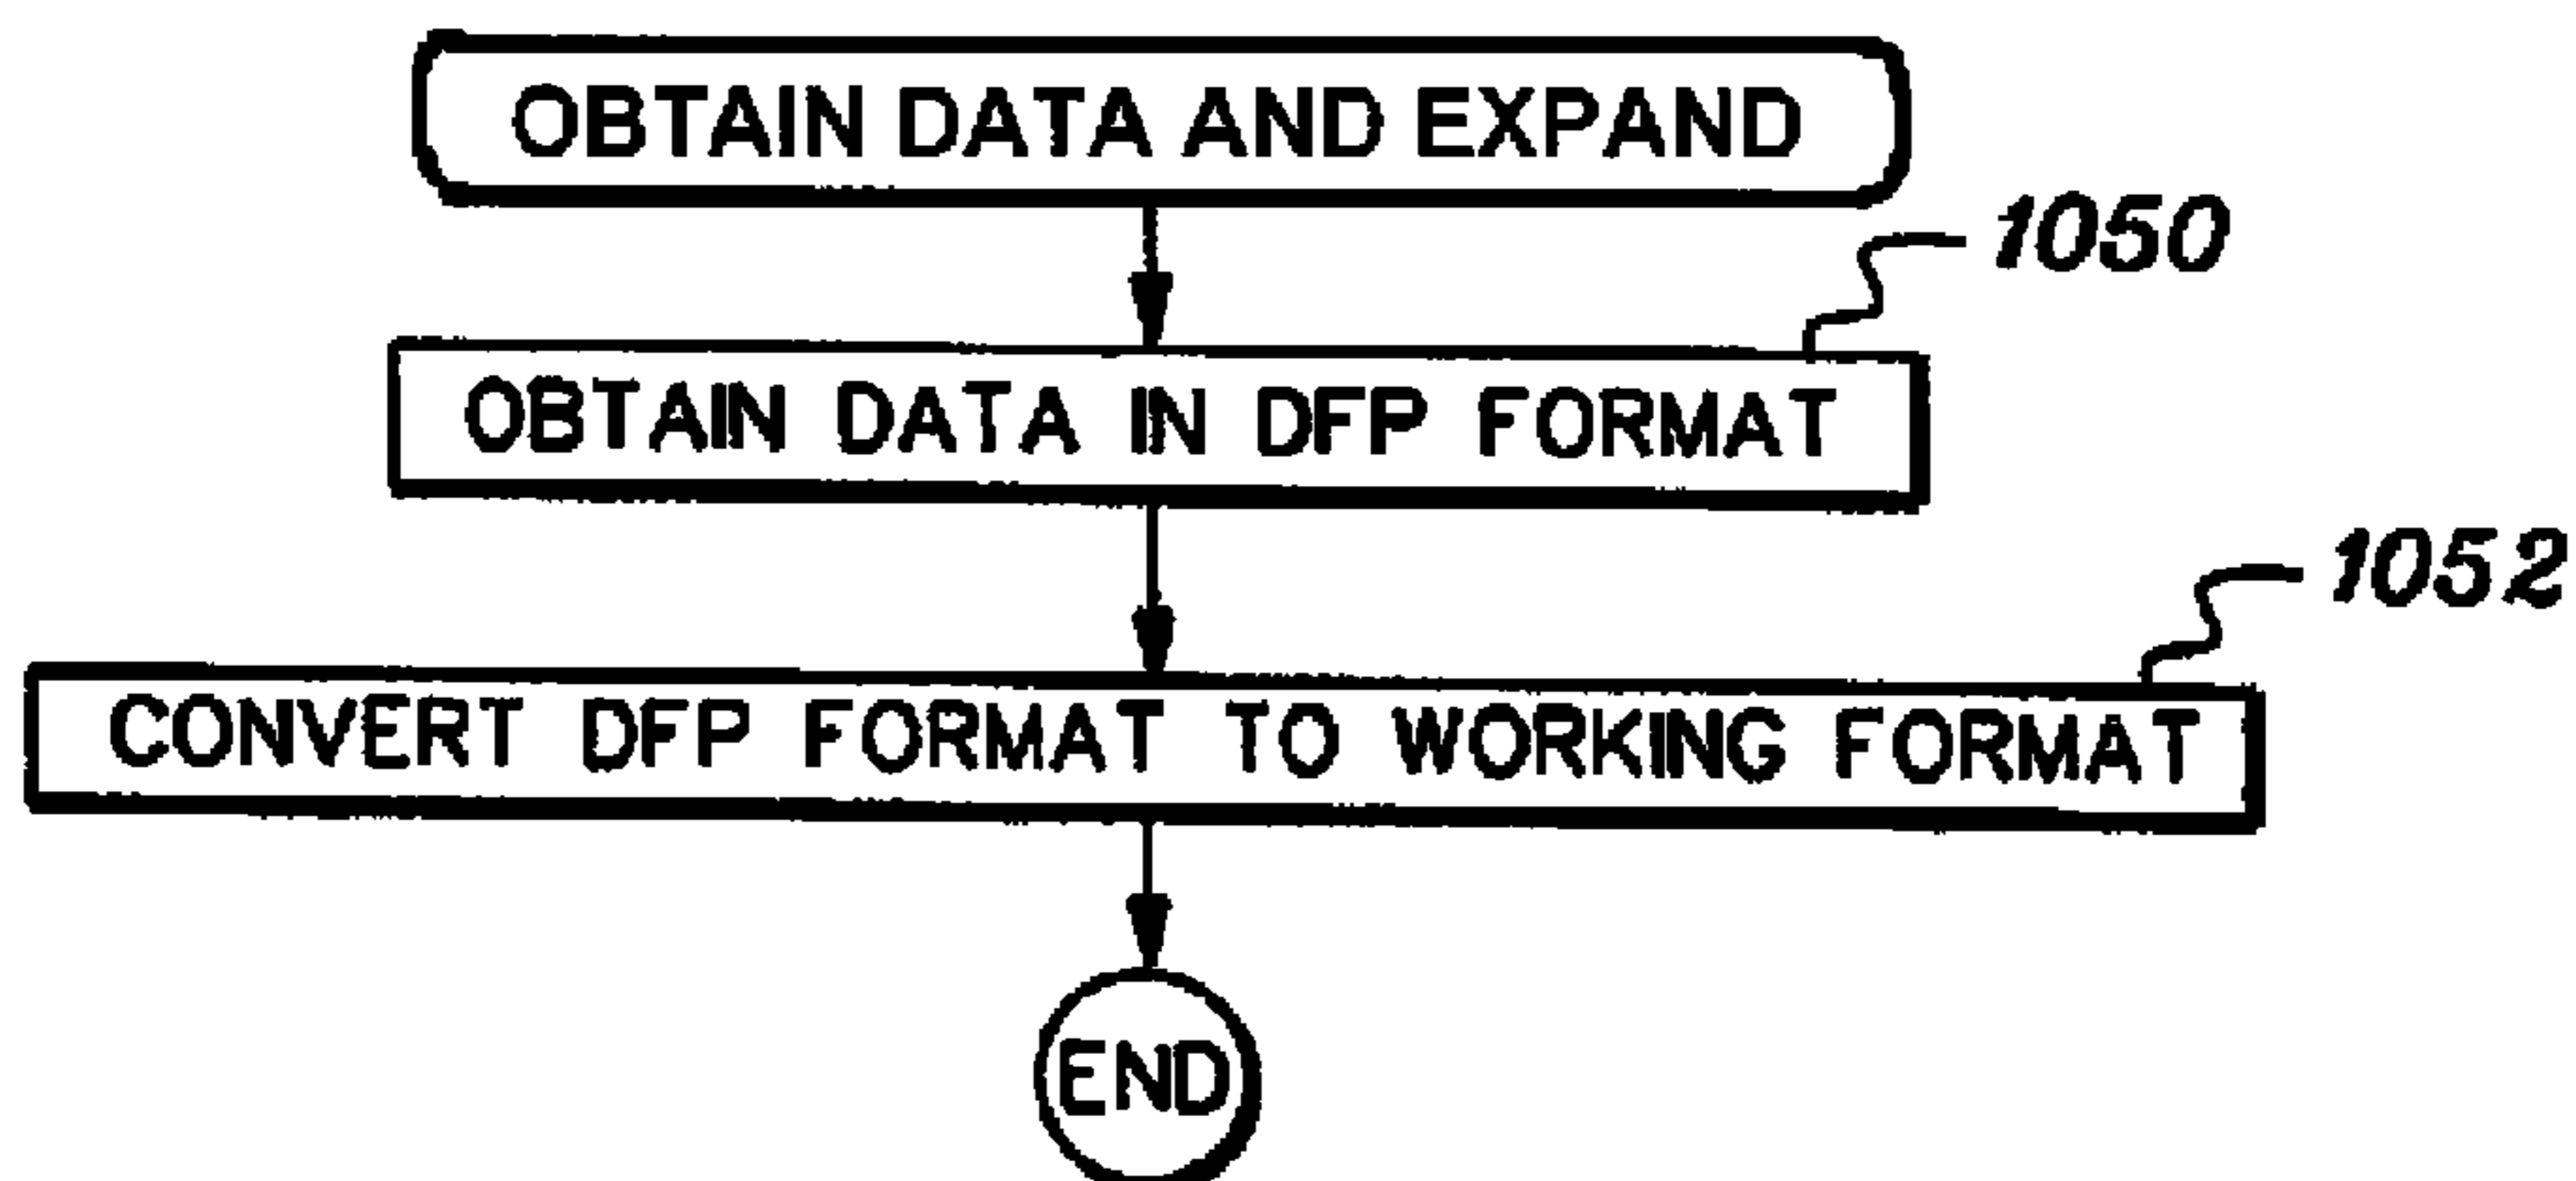 OBTAIN DATA AND EXPAND
1050
OBTAIN DATA IN DFP FORMAT
1052
CONVERT DFP FORMAT TO WORKING FORMAT
END